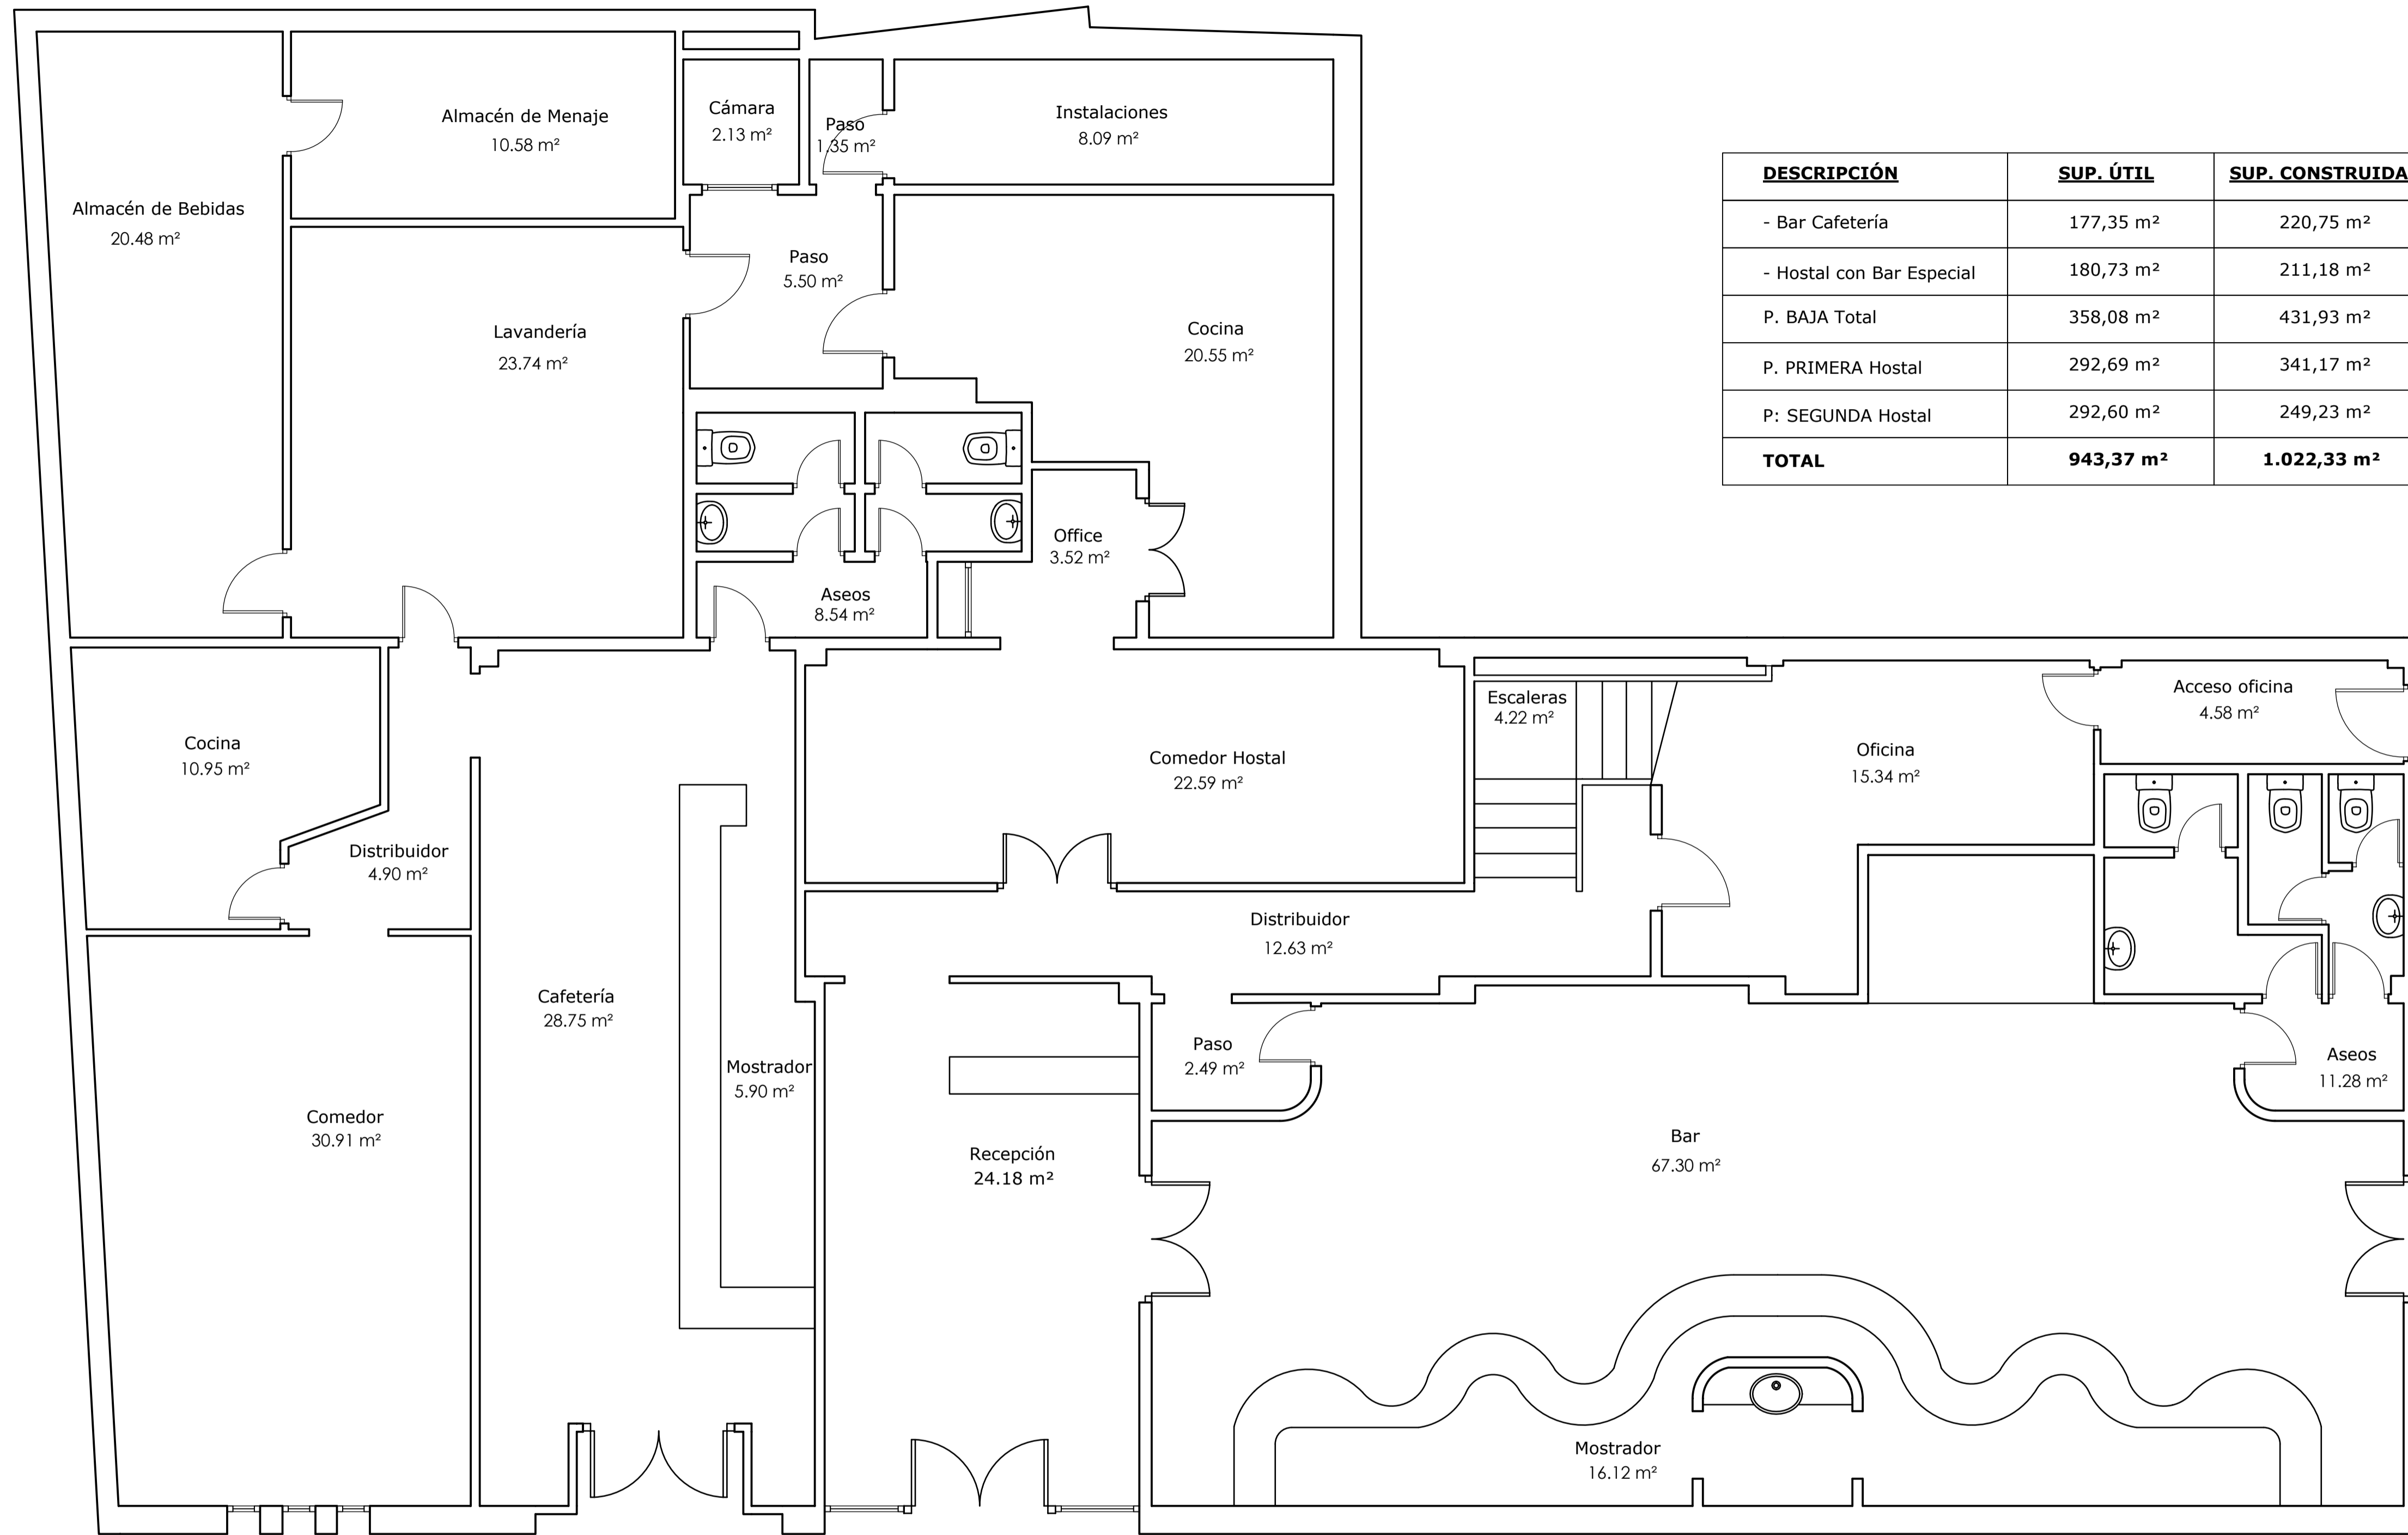 Almacén de Bebidas
20.48 m²
Almacén de Menaje
10.58 m²
Cámara
2.13 m²
Paso
1.35 m²
Instalaciones
8.09 m²
DESCRIPCIÓN SUP. ÚTIL SUP. CONSTRUIDA
- Bar Cafetería 177,35 m² 220,75 m²
- Hostal con Bar Especial 180,73 m² 211,18 m²
P. BAJA Total 358,08 m² 431,93 m²
P. PRIMERA Hostal 292,69 m² 341,17 m²
P: SEGUNDA Hostal 292,60 m² 249,23 m²
TOTAL 943,37 m² 1.022,33 m²
Paso
5.50 m²
Lavandería
23.74 m²
Cocina
20.55 m²
Office
3.52 m²
Aseos
8.54 m²
Cocina
10.95 m²
Distribuidor
4.90 m²
Comedor Hostal
22.59 m²
Escaleras
4.22 m²
Oficina
15.34 m²
Acceso oficina
4.58 m²
Distribuidor
12.63 m²
Cafetería
28.75 m²
Mostrador
5.90 m²
Paso
2.49 m²
Aseos
11.28 m²
Comedor
30.91 m²
Recepción
24.18 m²
Bar
67.30 m²
Mostrador
16.12 m²